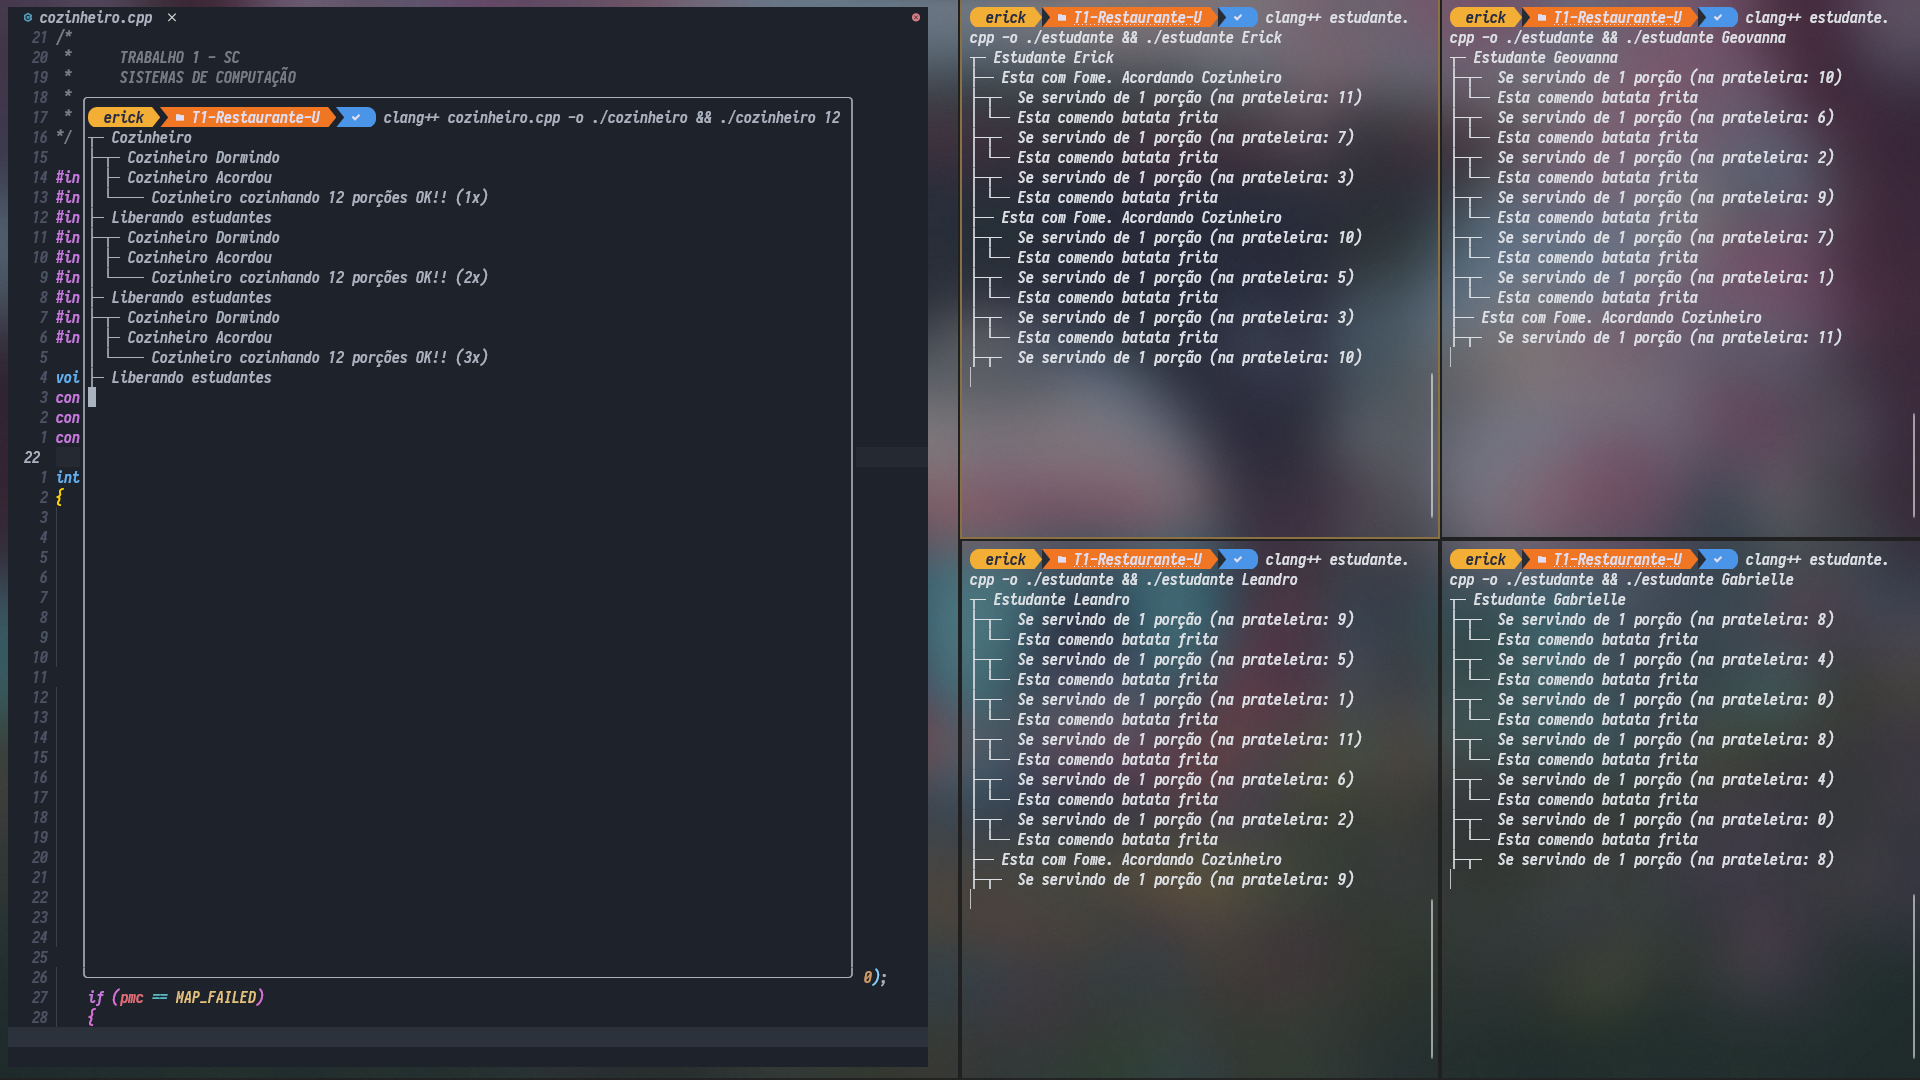 cozinheiro.cpp ×
21 /*
20 * TRABALHO 1 - SC
19 * SISTEMAS DE COMPUTAÇÃO
18 *
17 *
16 */
15
14 #in
13 #in
12 #in
11 #in
10 #in
9 #in
8 #in
7 #in
6 #in
5
4 voi
3 con
2 con
1 con
22
1 int
2 {
3
4
5
6
7
8
9
10
11
12
13
14
15
16
17
18
19
20
21
22
23
24
25
26 0);
27 if (pmc == MAP_FAILED)
28 {
erick T1-Restaurante-U ✓ clang++ cozinheiro.cpp -o ./cozinheiro && ./cozinheiro 12
┬─ Cozinheiro
├─┬─ Cozinheiro Dormindo
│ ├─ Cozinheiro Acordou
│ └──── Cozinheiro cozinhando 12 porções OK!! (1x)
├─ Liberando estudantes
├─┬─ Cozinheiro Dormindo
│ ├─ Cozinheiro Acordou
│ └──── Cozinheiro cozinhando 12 porções OK!! (2x)
├─ Liberando estudantes
├─┬─ Cozinheiro Dormindo
│ ├─ Cozinheiro Acordou
│ └──── Cozinheiro cozinhando 12 porções OK!! (3x)
├─ Liberando estudantes
erick T1-Restaurante-U ✓ clang++ estudante.
cpp -o ./estudante && ./estudante Erick
┬─ Estudante Erick
├── Esta com Fome. Acordando Cozinheiro
├─┬─ Se servindo de 1 porção (na prateleira: 11)
│ └── Esta comendo batata frita
├─┬─ Se servindo de 1 porção (na prateleira: 7)
│ └── Esta comendo batata frita
├─┬─ Se servindo de 1 porção (na prateleira: 3)
│ └── Esta comendo batata frita
├── Esta com Fome. Acordando Cozinheiro
├─┬─ Se servindo de 1 porção (na prateleira: 10)
│ └── Esta comendo batata frita
├─┬─ Se servindo de 1 porção (na prateleira: 5)
│ └── Esta comendo batata frita
├─┬─ Se servindo de 1 porção (na prateleira: 3)
│ └── Esta comendo batata frita
├─┬─ Se servindo de 1 porção (na prateleira: 10)
erick T1-Restaurante-U ✓ clang++ estudante.
cpp -o ./estudante && ./estudante Geovanna
┬─ Estudante Geovanna
├─┬─ Se servindo de 1 porção (na prateleira: 10)
│ └── Esta comendo batata frita
├─┬─ Se servindo de 1 porção (na prateleira: 6)
│ └── Esta comendo batata frita
├─┬─ Se servindo de 1 porção (na prateleira: 2)
│ └── Esta comendo batata frita
├─┬─ Se servindo de 1 porção (na prateleira: 9)
│ └── Esta comendo batata frita
├─┬─ Se servindo de 1 porção (na prateleira: 7)
│ └── Esta comendo batata frita
├─┬─ Se servindo de 1 porção (na prateleira: 1)
│ └── Esta comendo batata frita
├── Esta com Fome. Acordando Cozinheiro
├─┬─ Se servindo de 1 porção (na prateleira: 11)
erick T1-Restaurante-U ✓ clang++ estudante.
cpp -o ./estudante && ./estudante Leandro
┬─ Estudante Leandro
├─┬─ Se servindo de 1 porção (na prateleira: 9)
│ └── Esta comendo batata frita
├─┬─ Se servindo de 1 porção (na prateleira: 5)
│ └── Esta comendo batata frita
├─┬─ Se servindo de 1 porção (na prateleira: 1)
│ └── Esta comendo batata frita
├─┬─ Se servindo de 1 porção (na prateleira: 11)
│ └── Esta comendo batata frita
├─┬─ Se servindo de 1 porção (na prateleira: 6)
│ └── Esta comendo batata frita
├─┬─ Se servindo de 1 porção (na prateleira: 2)
│ └── Esta comendo batata frita
├── Esta com Fome. Acordando Cozinheiro
├─┬─ Se servindo de 1 porção (na prateleira: 9)
erick T1-Restaurante-U ✓ clang++ estudante.
cpp -o ./estudante && ./estudante Gabrielle
┬─ Estudante Gabrielle
├─┬─ Se servindo de 1 porção (na prateleira: 8)
│ └── Esta comendo batata frita
├─┬─ Se servindo de 1 porção (na prateleira: 4)
│ └── Esta comendo batata frita
├─┬─ Se servindo de 1 porção (na prateleira: 0)
│ └── Esta comendo batata frita
├─┬─ Se servindo de 1 porção (na prateleira: 8)
│ └── Esta comendo batata frita
├─┬─ Se servindo de 1 porção (na prateleira: 4)
│ └── Esta comendo batata frita
├─┬─ Se servindo de 1 porção (na prateleira: 0)
│ └── Esta comendo batata frita
├─┬─ Se servindo de 1 porção (na prateleira: 8)